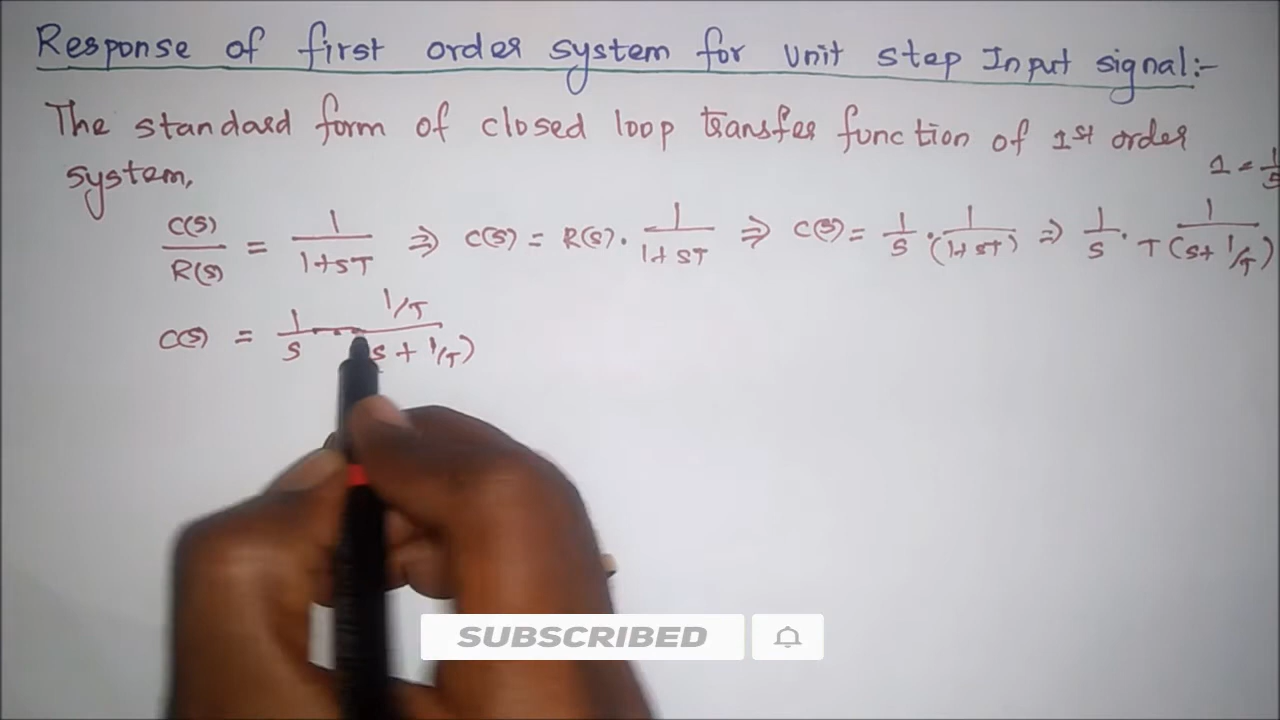 Response of first order system for unit step Input signal:-
The standard form of closed loop transfer function of 1st order
1 = 1/s
system,
C(s)/R(s) = 1/(1+sT) ⇒ C(s) = R(s) · 1/(1+sT) ⇒ C(s) = 1/s · 1/(1+sT) ⇒ 1/s · 1/T(s+1/T)
C(s) = 1/s 1/T/(s+1/T)
SUBSCRIBED